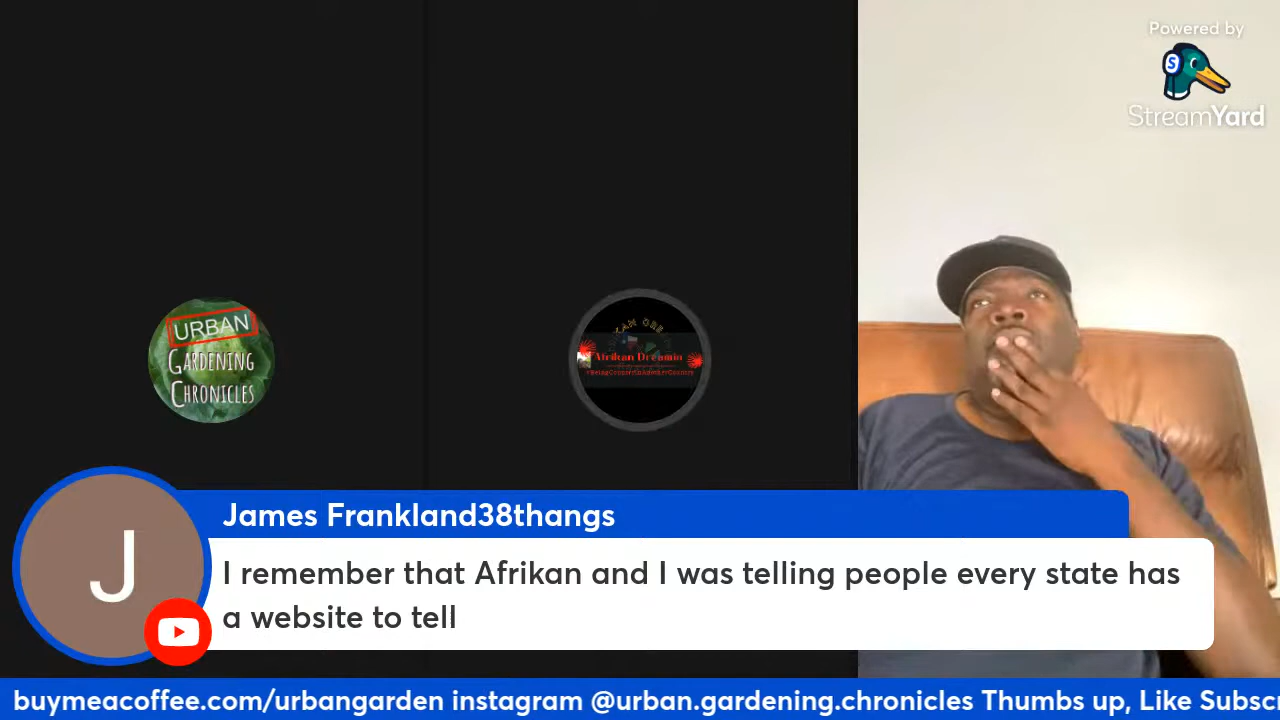 Powered by
StreamYard
URBAN
GARDENING
CHRONICLES
Afrikan Dreamin
James Frankland38thangs
I remember that Afrikan and I was telling people every state has
a website to tell
J
buymeacoffee.com/urbangarden instagram @urban.gardening.chronicles Thumbs up, Like Subsc